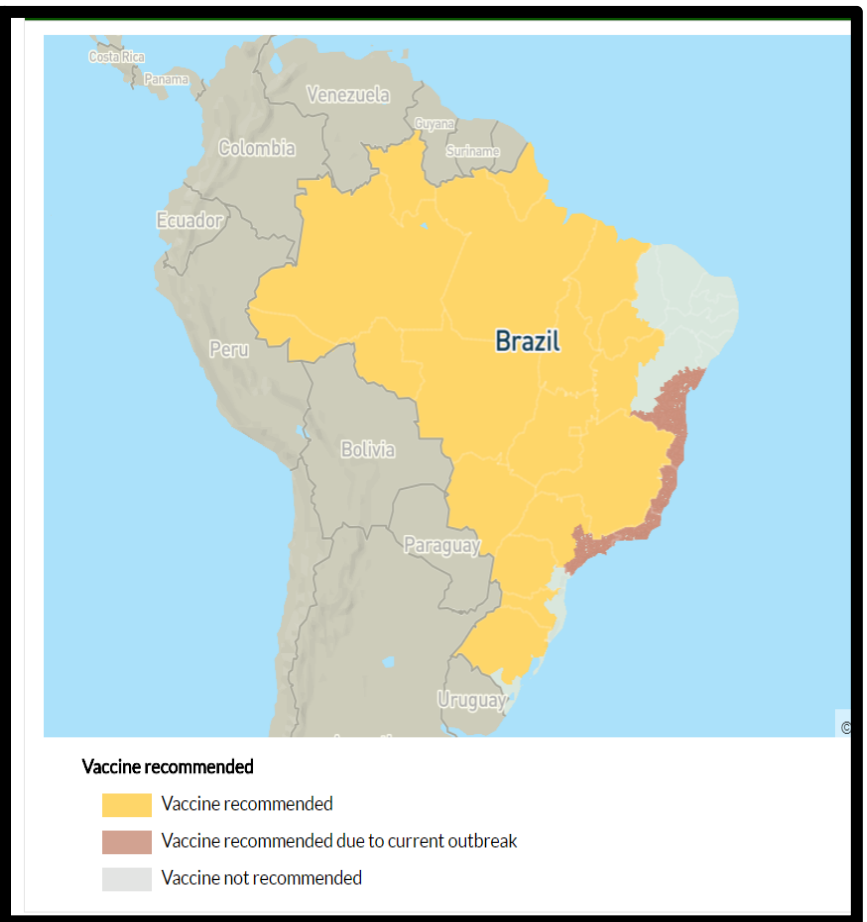 Costa Rica
Panama
Venezuela
Guyana
Suriname
Colombia
Ecuador
Peru
Brazil
Bolivia
Paraguay
Uruguay
©
Vaccine recommended
Vaccine recommended
Vaccine recommended due to current outbreak
Vaccine not recommended